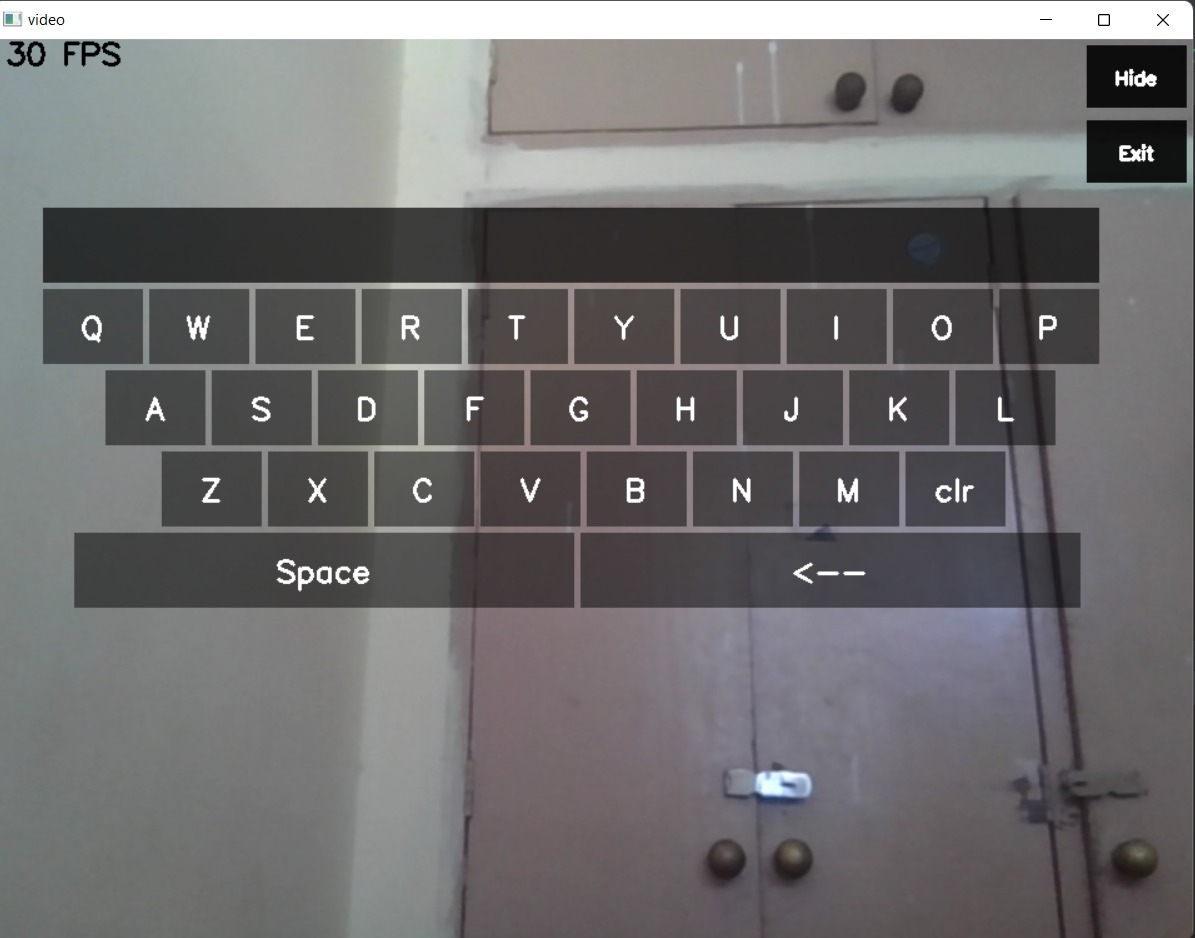 video
30 FPS
Hide
Exit
Q W E R T Y U I O P
A S D F G H J K L
Z X C V B N M clr
Space <--